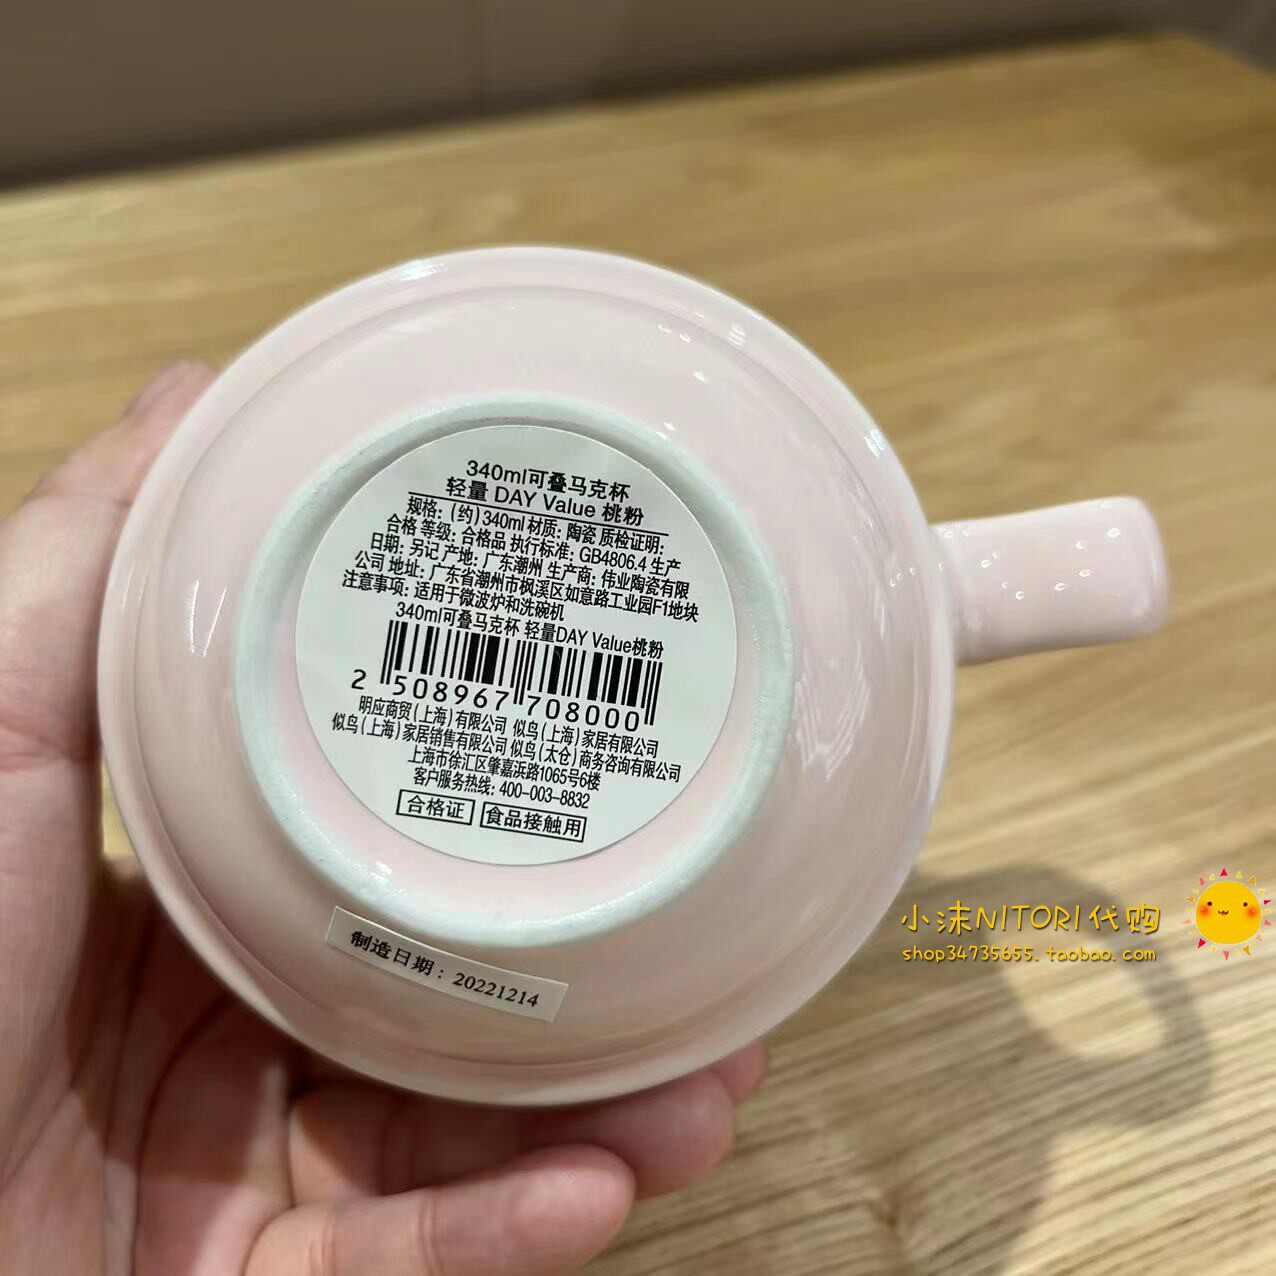 340ml可叠马克杯
轻量 DAY Value 桃粉
规格: (约)340ml 材质: 陶瓷 质检证明:
合格 等级: 合格品 执行标准: GB4806.4 生产
日期: 另记 产地: 广东潮州 生产商: 伟业陶瓷有限
公司 地址: 广东省潮州市枫溪区如意路工业园F1地块
注意事项: 适用于微波炉和洗碗机
340ml可叠马克杯 轻量DAY Value桃粉
2 508967 708000
明应商贸(上海)有限公司 似鸟(上海)家居有限公司
似鸟(上海)家居销售有限公司 似鸟(太仓)商务咨询有限公司
上海市徐汇区肇嘉浜路1065号6楼
客户服务热线: 400-003-8832
合格证 食品接触用
制造日期: 20221214
小沫NITORI代购
shop34735655.taobao.com